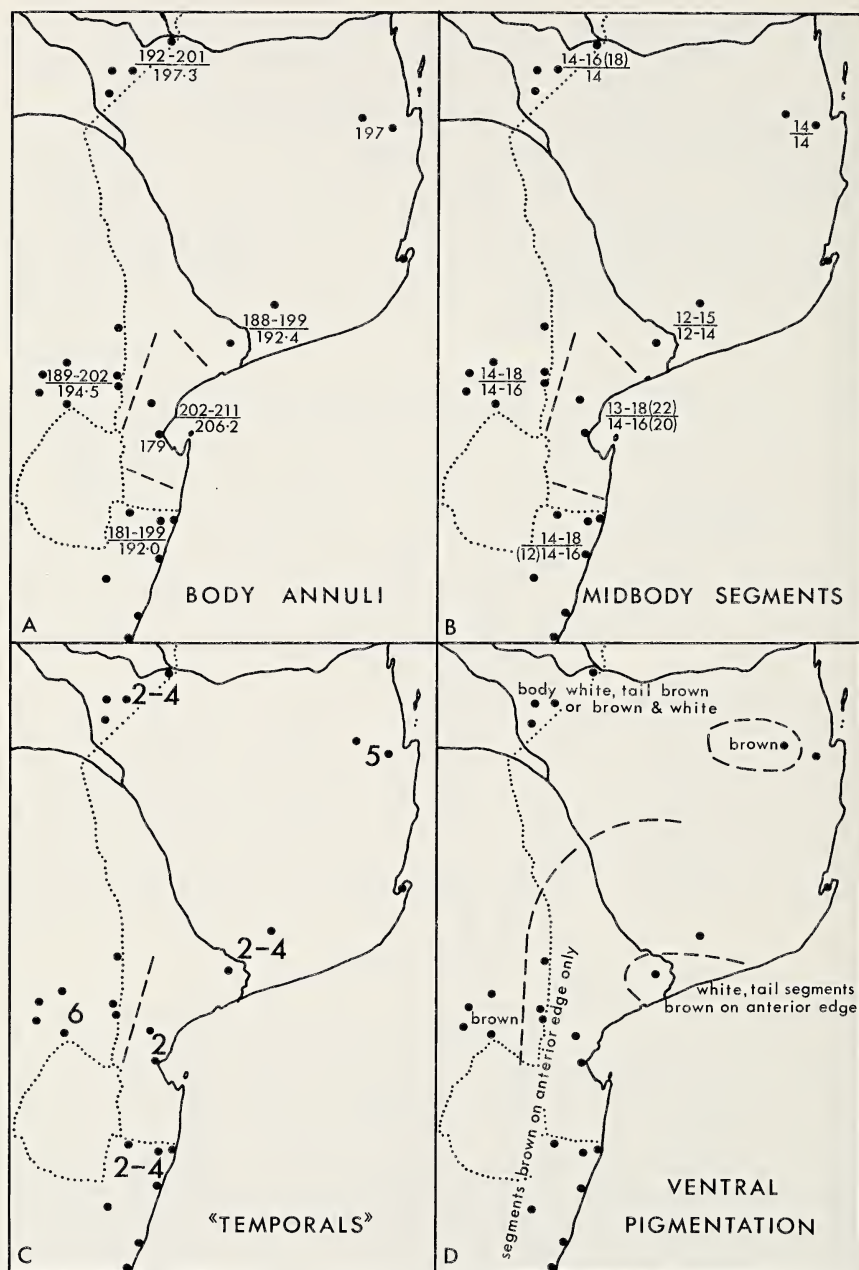 192-201
197·3
197
188-199
192·4
189-202
194·5
202-211
206·2
179
181-199
192·0
A
BODY ANNULI
14-16(18)
14
14
14
12-15
12-14
14-18
14-16
13-18(22)
14-16(20)
14-18
(12)14-16
B
MIDBODY SEGMENTS
2-4
5
2-4
6
2
2-4
C
«TEMPORALS»
body white, tail brown
or brown & white
brown
white, tail segments
brown on anterior edge
brown
segments brown on anterior edge only
D
VENTRAL
PIGMENTATION